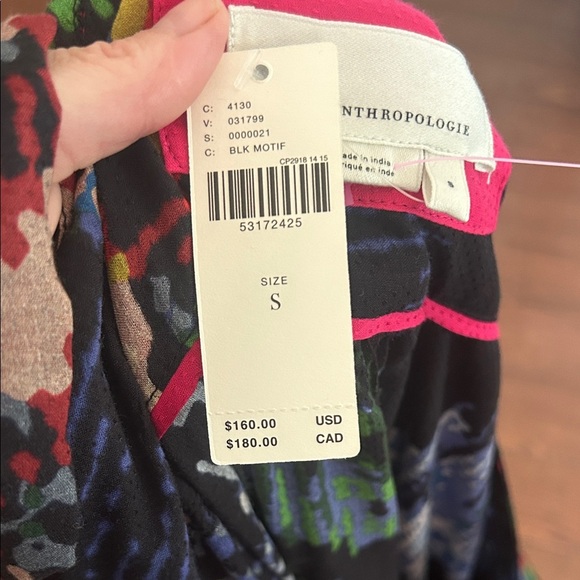 C: 4130
V: 031799
S: 0000021
C: BLK MOTIF
CP2918 14 15
53172425
SIZE
S
$160.00 USD
$180.00 CAD
NTHROPOLOGIE
ade in india
riqué en inde